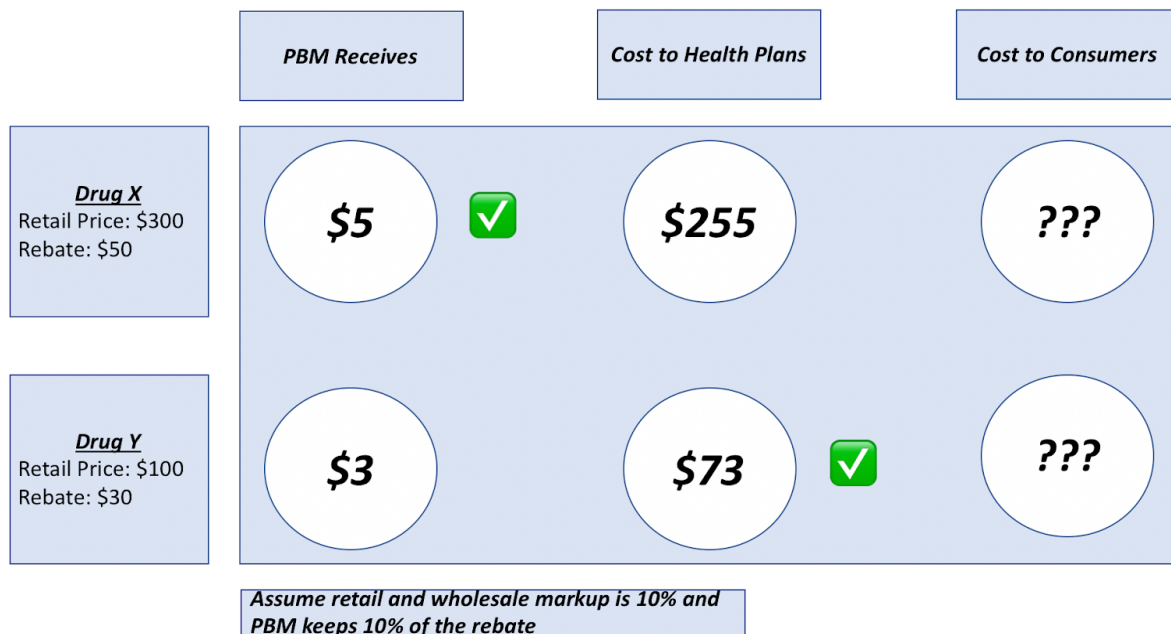 PBM Receives
Cost to Health Plans
Cost to Consumers
Drug X
Retail Price: $300
Rebate: $50
$5
$255
???
Drug Y
Retail Price: $100
Rebate: $30
$3
$73
???
Assume retail and wholesale markup is 10% and
PBM keeps 10% of the rebate